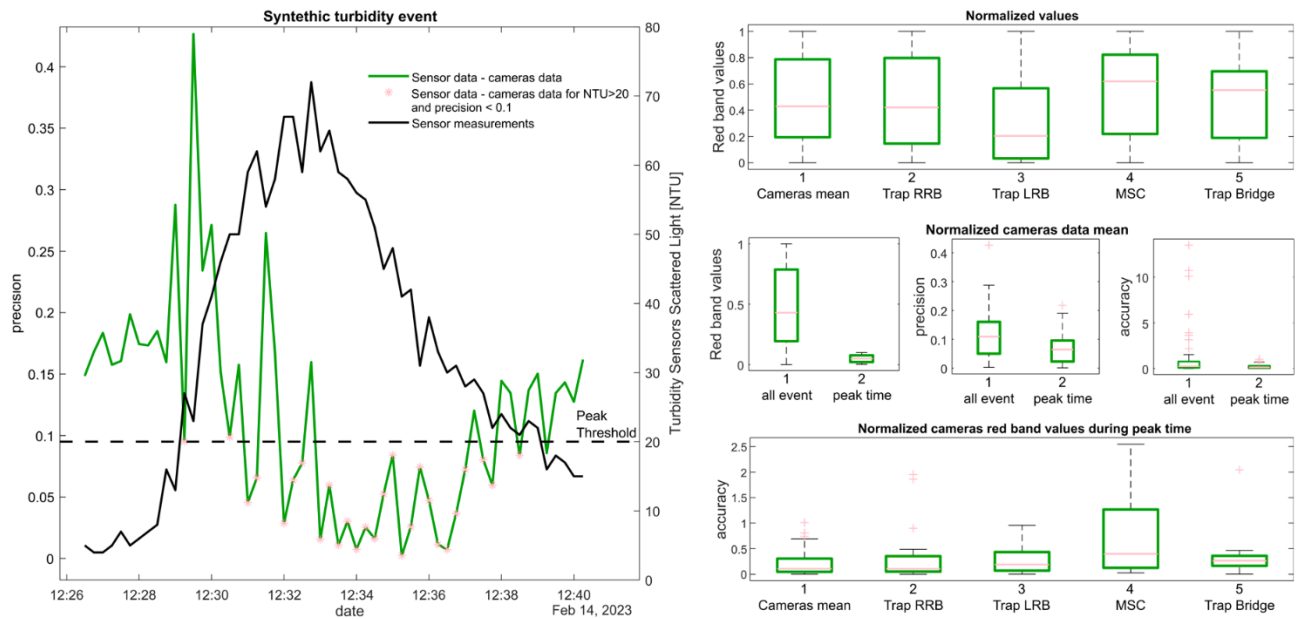 Syntethic turbidity event
Sensor data - cameras data
Sensor data - cameras data for NTU>20
and precision < 0.1
Sensor measurements
Peak
Threshold
precision
0.4
0.35
0.3
0.25
0.2
0.15
0.1
0.05
0
Turbidity Sensors Scattered Light [NTU]
80
70
60
50
40
30
20
10
0
12:26 12:28 12:30 12:32 12:34 12:36 12:38 12:40
date
Feb 14, 2023
Normalized values
Red band values
1
0.8
0.6
0.4
0.2
0
1 2 3 4 5
Cameras mean Trap RRB Trap LRB MSC Trap Bridge
Normalized cameras data mean
Red band values
1
0.5
0
1 2
all event peak time
precision
0.4
0.3
0.2
0.1
0
1 2
all event peak time
accuracy
10
5
0
1 2
all event peak time
Normalized cameras red band values during peak time
accuracy
2.5
2
1.5
1
0.5
0
1 2 3 4 5
Cameras mean Trap RRB Trap LRB MSC Trap Bridge